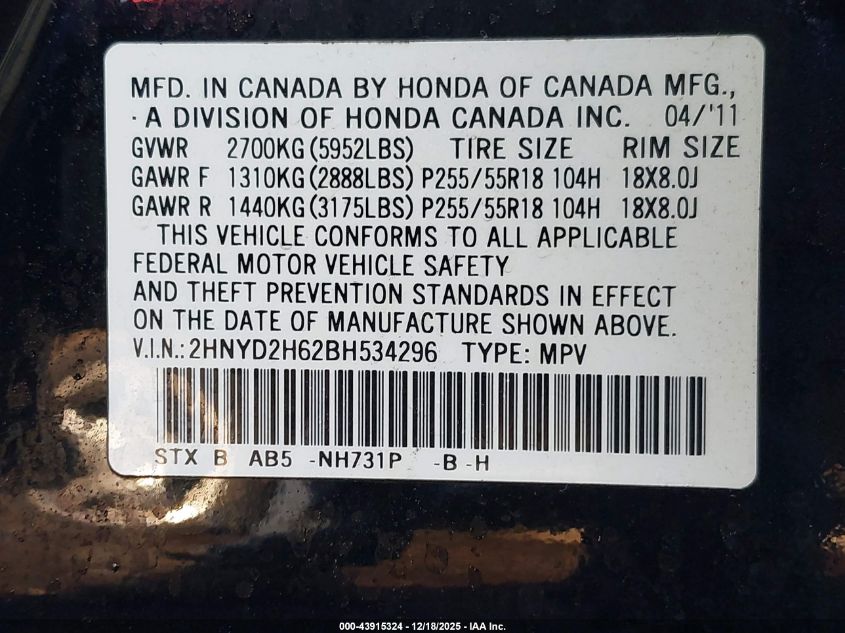 MFD. IN CANADA BY HONDA OF CANADA MFG.,
A DIVISION OF HONDA CANADA INC. 04/'11
GVWR 2700KG (5952LBS) TIRE SIZE RIM SIZE
GAWR F 1310KG (2888LBS) P255/55R18 104H 18X8.0J
GAWR R 1440KG (3175LBS) P255/55R18 104H 18X8.0J
THIS VEHICLE CONFORMS TO ALL APPLICABLE
FEDERAL MOTOR VEHICLE SAFETY
AND THEFT PREVENTION STANDARDS IN EFFECT
ON THE DATE OF MANUFACTURE SHOWN ABOVE.
V.I.N.: 2HNYD2H62BH534296 TYPE: MPV
STX B AB5 -NH731P -B -H
000-43915324 - 12/18/2025 - IAA Inc.